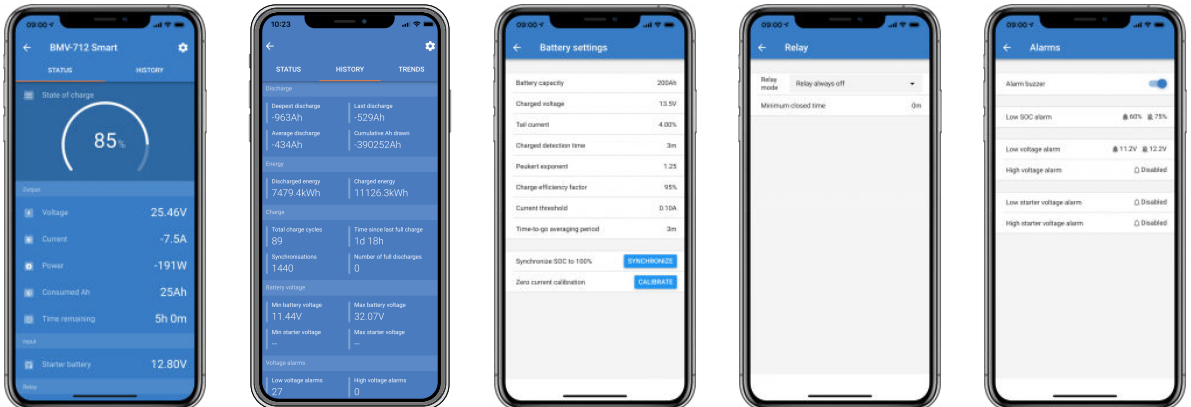 09:00
BMV-712 Smart
STATUS HISTORY
State of charge
85%
Output
Voltage 25.46V
Current -7.5A
Power -191W
Consumed Ah 25Ah
Time remaining 5h 0m
Input
Starter battery 12.80V
Relay
10:23
STATUS HISTORY TRENDS
Discharge
Deepest discharge Last discharge
-963Ah -529Ah
Average discharge Cumulative Ah drawn
-434Ah -390252Ah
Energy
Discharged energy Charged energy
7479.4kWh 11126.3kWh
Charge
Total charge cycles Time since last full charge
89 1d 18h
Synchronisations Number of full discharges
1440 0
Battery voltage
Min battery voltage Max battery voltage
11.44V 32.07V
Min starter voltage Max starter voltage
-- --
Voltage alarms
Low voltage alarms High voltage alarms
27 0
09:00
Battery settings
Battery capacity 200Ah
Charged voltage 13.5V
Tail current 4.00%
Charged detection time 3m
Peukert exponent 1.25
Charge efficiency factor 95%
Current threshold 0.10A
Time-to-go averaging period 3m
Synchronize SOC to 100% SYNCHRONIZE
Zero current calibration CALIBRATE
09:00
Relay
Relay mode Relay always off
Minimum closed time 0m
09:00
Alarms
Alarm buzzer
Low SOC alarm 60% 75%
Low voltage alarm 11.2V 12.2V
High voltage alarm Disabled
Low starter voltage alarm Disabled
High starter voltage alarm Disabled